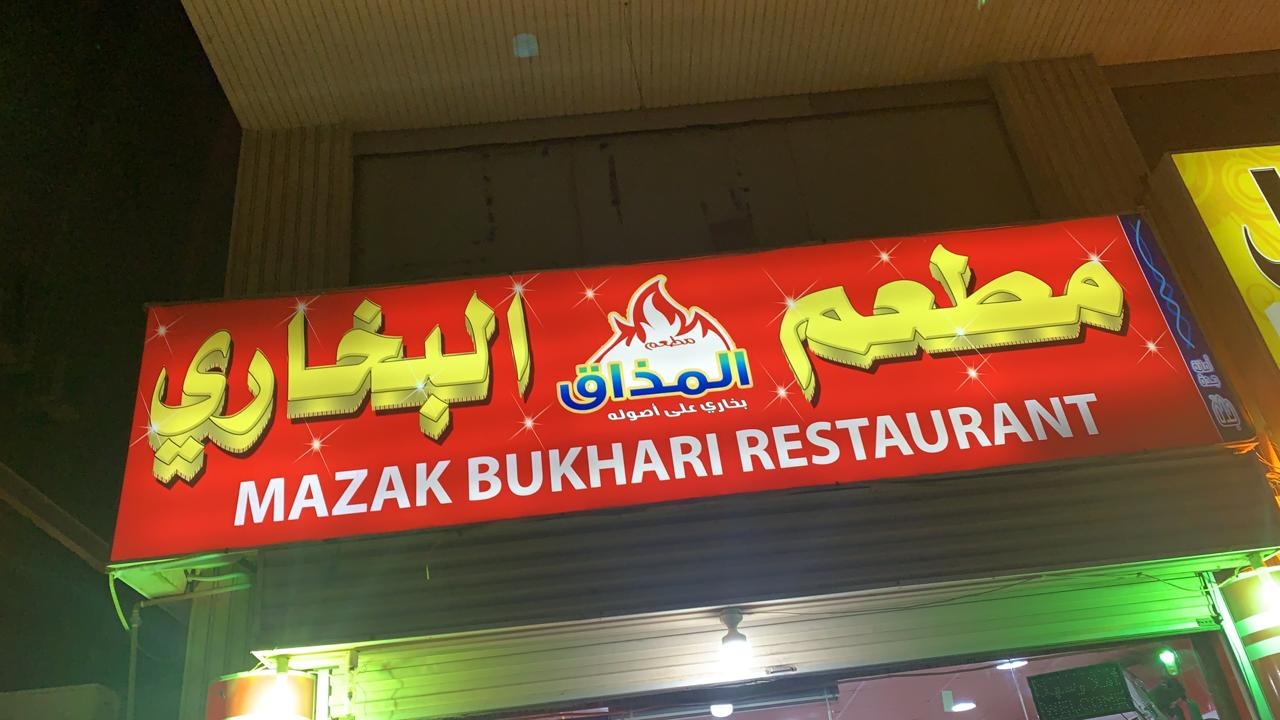 مطعم البخاري
مطعم
المذاق
بخاري على أصوله
MAZAK BUKHARI RESTAURANT